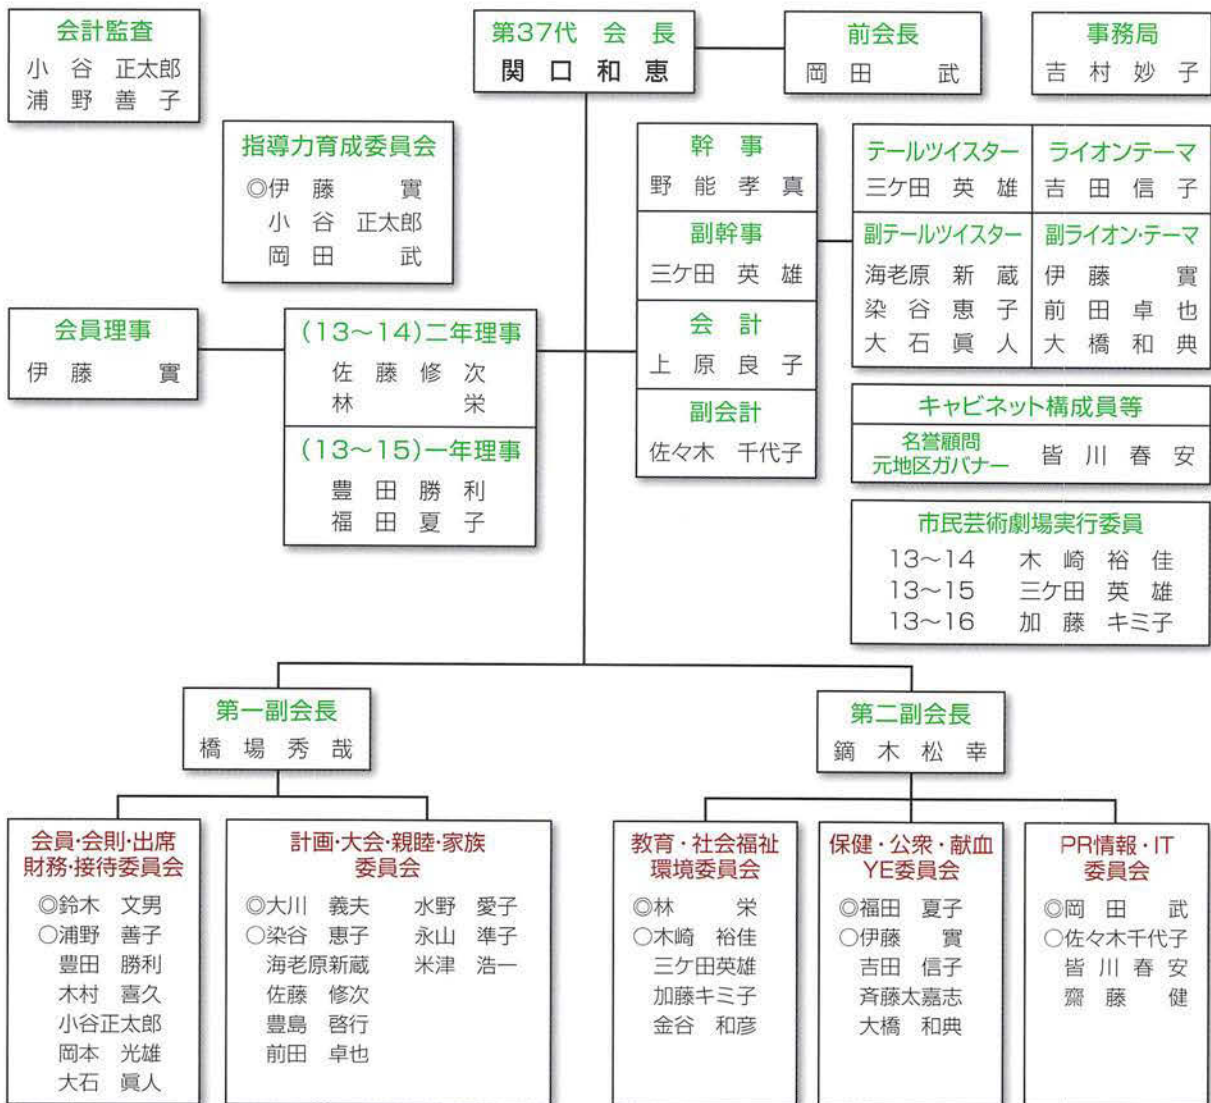 会計監査
小谷 正太郎
浦野善子
第37代 会長
関口和恵
前会長
岡田 武
事務局
吉村妙子
指導力育成委員会
◎伊藤 實
小谷 正太郎
岡田 武
幹事
野能孝真
副幹事
三ケ田 英雄
会計
上原良子
副会計
佐々木 千代子
テールツイスター
三ケ田 英雄
ライオンテーマ
吉田信子
副テールツイスター
海老原 新蔵
染谷恵子
大石眞人
副ライオン・テーマ
伊藤 實
前田卓也
大橋和典
会員理事
伊藤 實
(13〜14)二年理事
佐藤修次
林 栄
(13〜15)一年理事
豊田勝利
福田夏子
キャビネット構成員等
名誉顧問
元地区ガバナー
皆川春安
市民芸術劇場実行委員
13〜14 木崎裕佳
13〜15 三ケ田 英雄
13〜16 加藤 キミ子
第一副会長
橋場秀哉
第二副会長
鏑木松幸
会員・会則・出席
財務・接待委員会
◎鈴木 文男
○浦野 善子
豊田 勝利
木村 喜久
小谷正太郎
岡本 光雄
大石 眞人
計画・大会・親睦・家族
委員会
◎大川 義夫 水野 愛子
○染谷 恵子 永山 準子
海老原新蔵 米津 浩一
佐藤 修次
豊島 啓行
前田 卓也
教育・社会福祉
環境委員会
◎林 栄
○木崎 裕佳
三ケ田英雄
加藤キミ子
金谷 和彦
保健・公衆・献血
YE委員会
◎福田 夏子
○伊藤 實
吉田 信子
斉藤太嘉志
大橋 和典
PR情報・IT
委員会
◎岡田 武
○佐々木千代子
皆川春安
齋藤 健